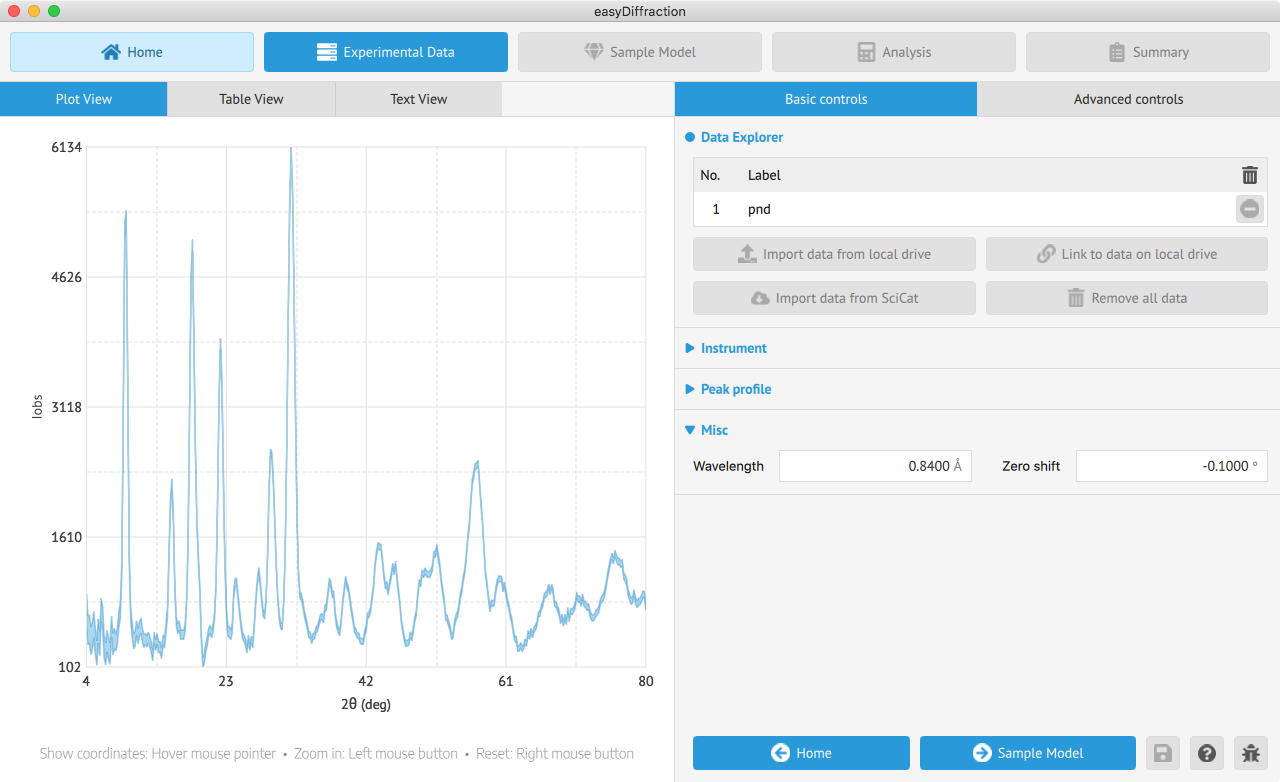 easyDiffraction
Home Experimental Data Sample Model Analysis Summary
Plot View Table View Text View
Basic controls Advanced controls
6134
4626
3118
1610
102
Iobs
4 23 42 61 80
2θ (deg)
Show coordinates: Hover mouse pointer • Zoom in: Left mouse button • Reset: Right mouse button
Data Explorer
No. Label
1 pnd
Import data from local drive Link to data on local drive
Import data from SciCat Remove all data
Instrument
Peak profile
Misc
Wavelength 0.8400 Å Zero shift -0.1000 °
Home Sample Model